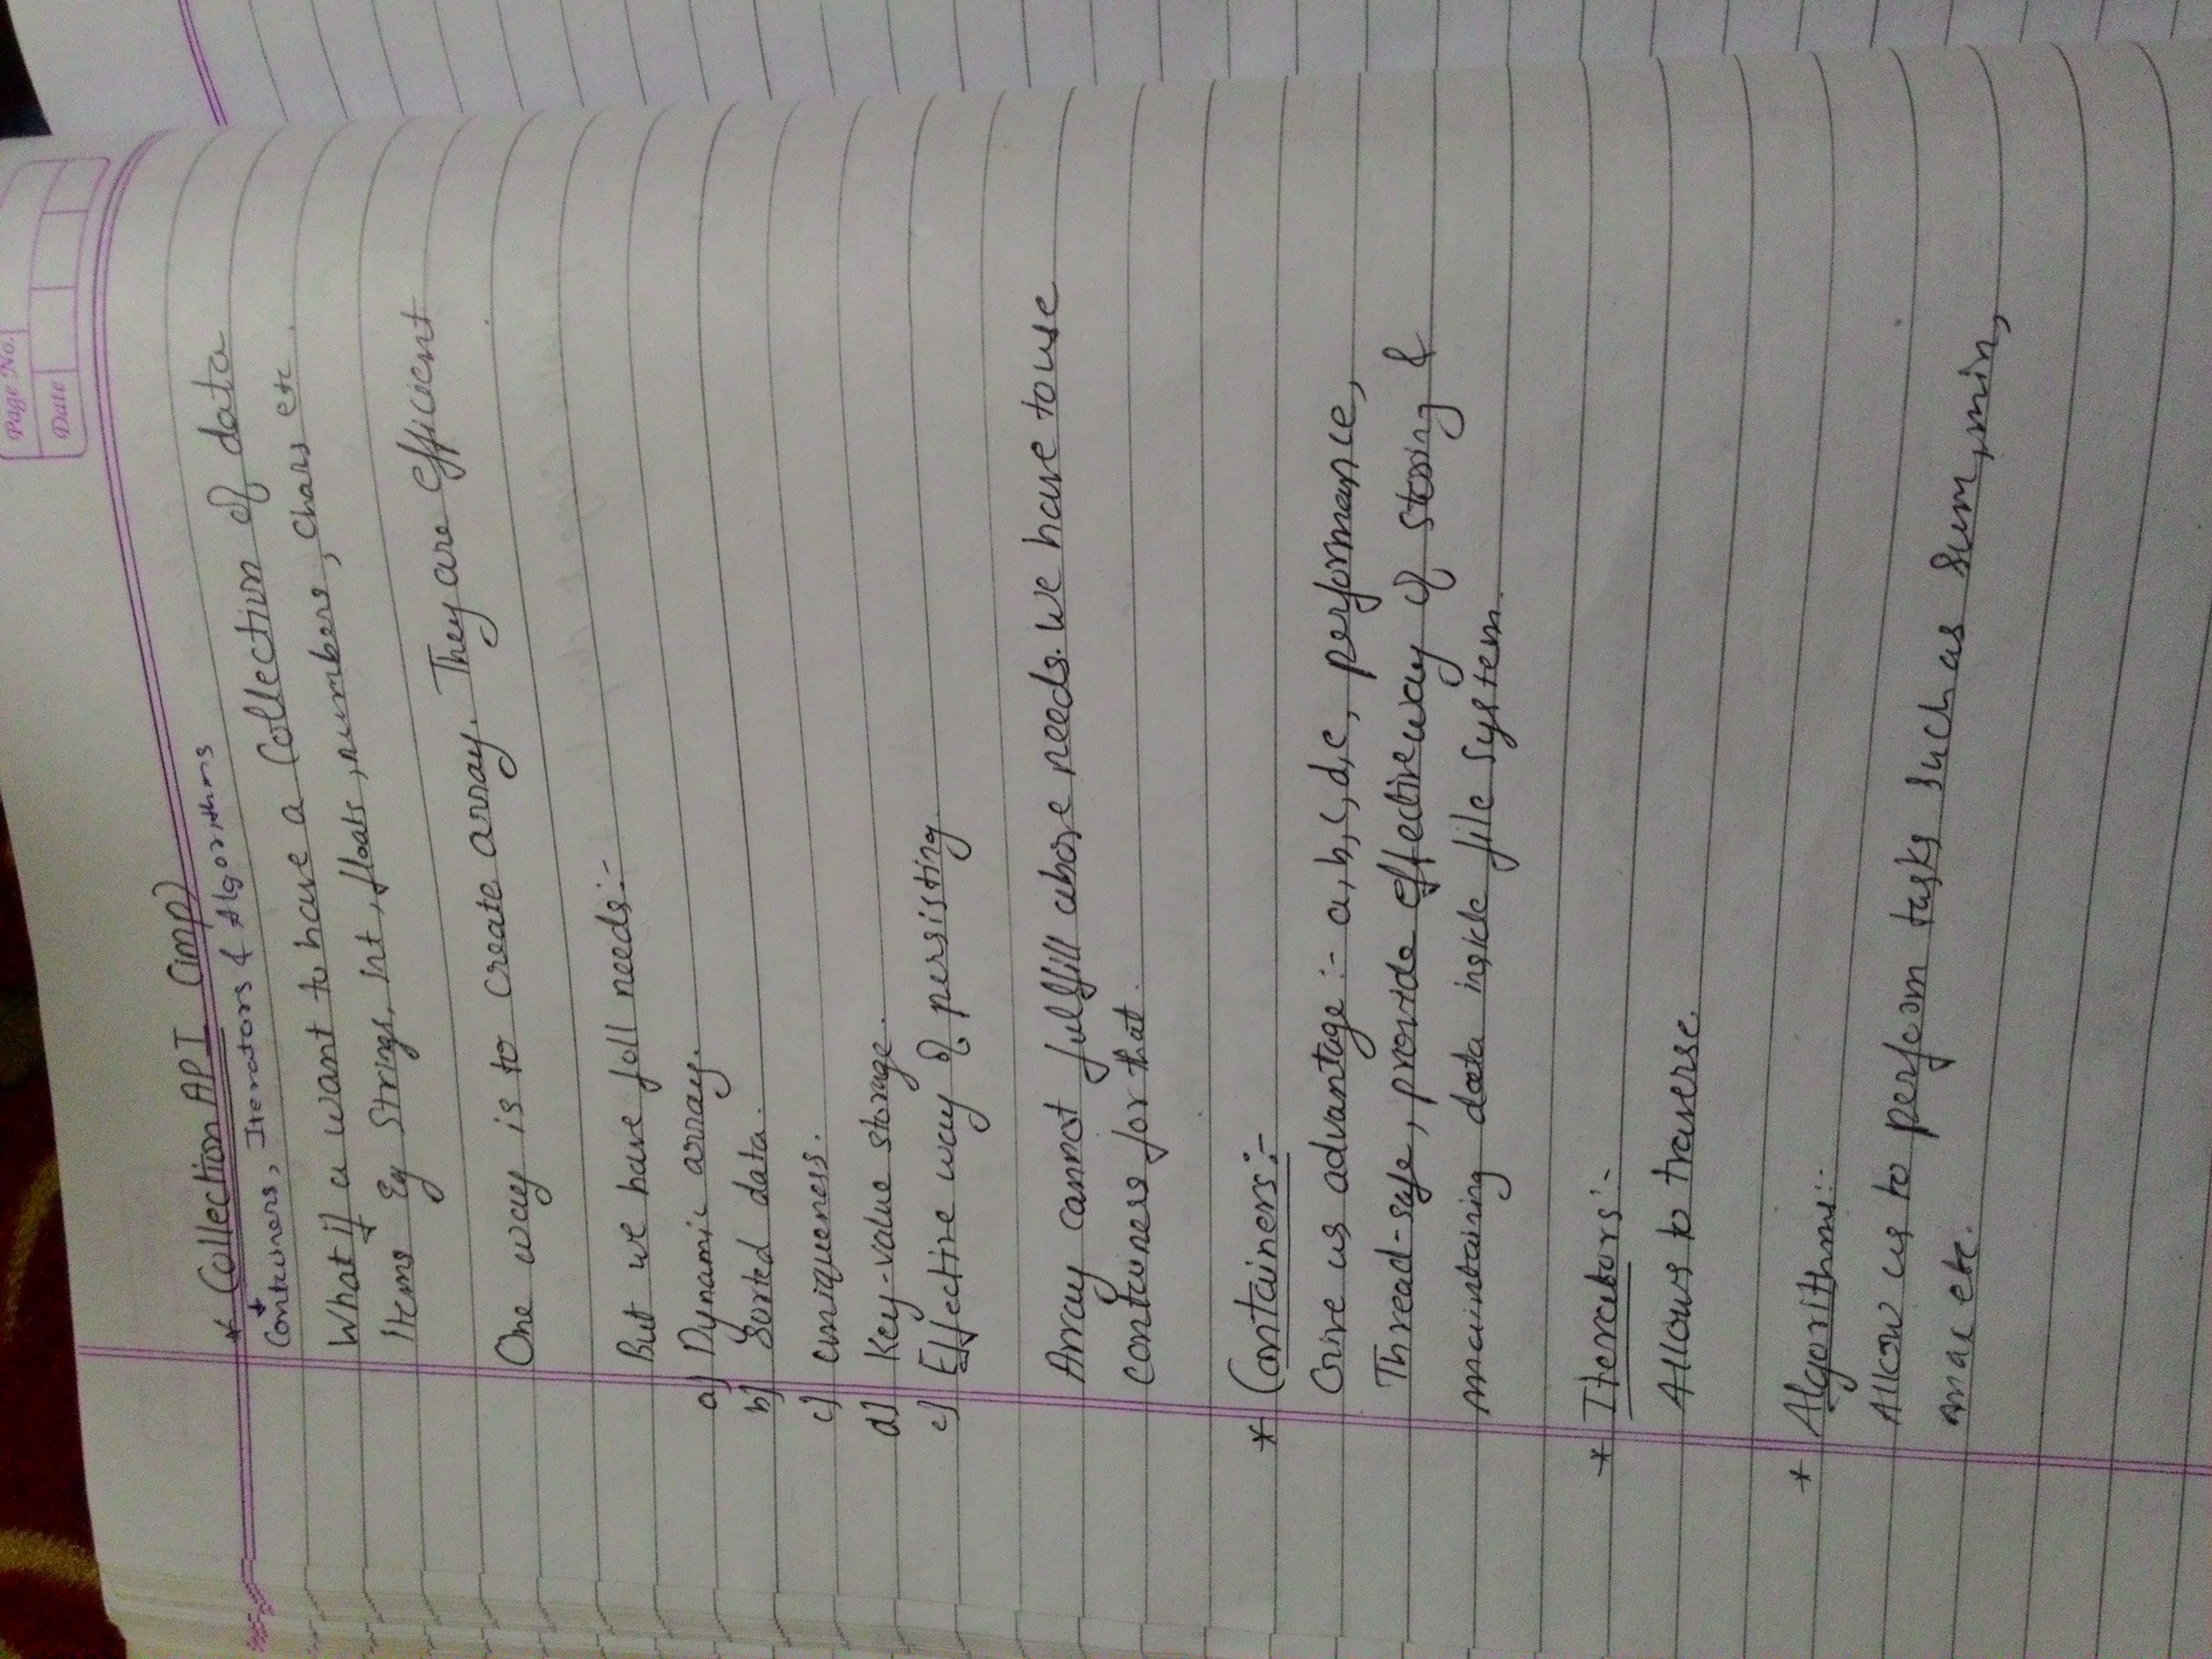 Page No.
Date
* Collection API (imp)
Containers, Iterators & Algorithms
What if u want to have a Collection of data
Items Eg Strings, Int, floats, numbers, chars etc.
One way is to create array. They are efficient
But we have foll needs:-
a) Dynamic array.
b) Sorted data.
c) uniqueness.
d) Key-value storage.
e) Effective way of persisting.
Array cannot fullfill above needs. We have to use
containers for that.
* Containers:-
Give us advantage:- a,b,c,d,e, performance,
Thread-safe, provide effective way of storing &
maintaining data inside file system.
* Iterators:-
Allows to traverse
* Algorithms:-
Allow us to perform tasks such as sum, min,
max etc.